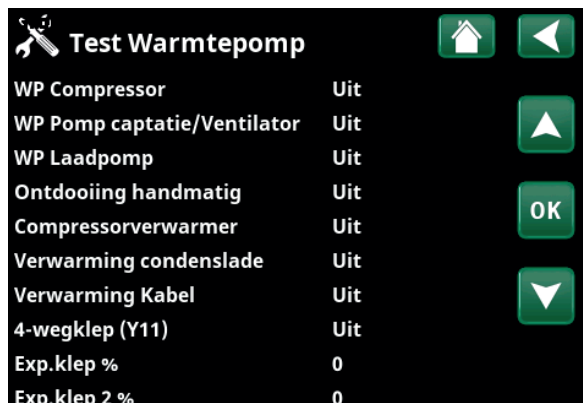 Test Warmtepomp
WP Compressor Uit
WP Pomp captatie/Ventilator Uit
WP Laadpomp Uit
Ontdooiing handmatig Uit
OK
Compressorverwarmer Uit
Verwarming condenslade Uit
Verwarming Kabel Uit
4-wegklep (Y11) Uit
Exp.klep % 0
Exp.klep 2 % 0